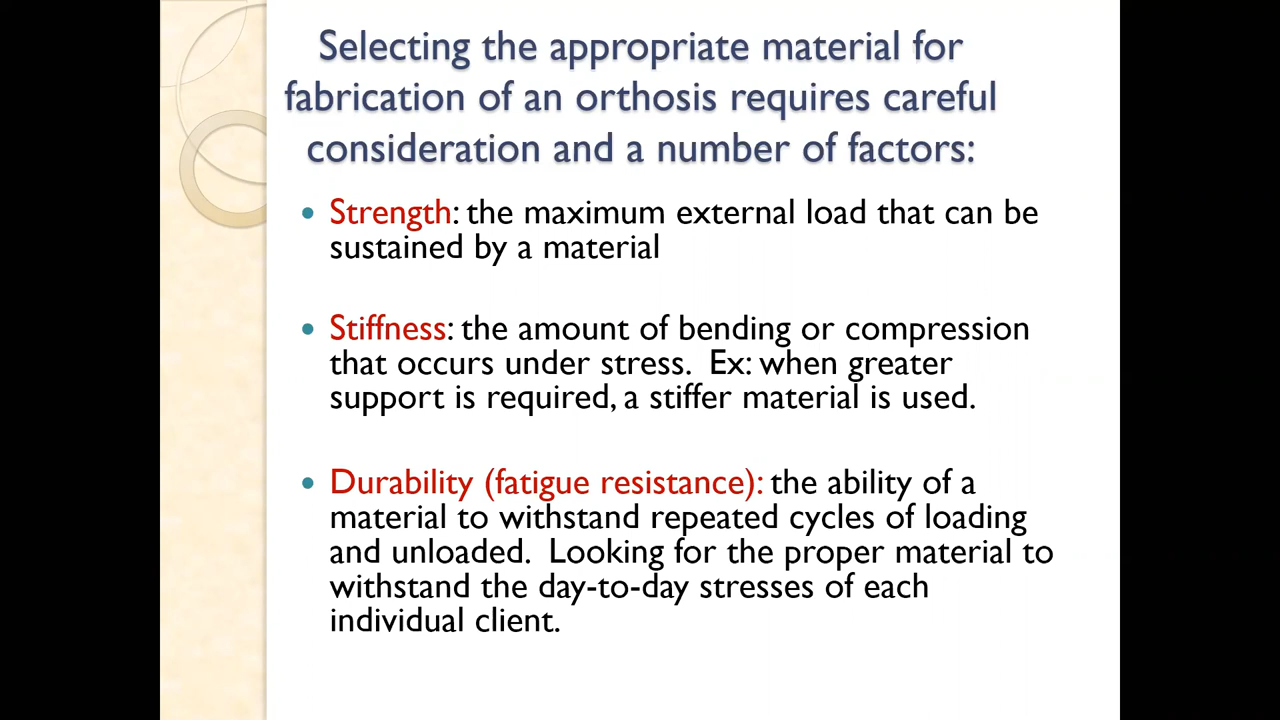 Selecting the appropriate material for
fabrication of an orthosis requires careful
consideration and a number of factors:
• Strength: the maximum external load that can be
sustained by a material
• Stiffness: the amount of bending or compression
that occurs under stress.  Ex: when greater
support is required, a stiffer material is used.
• Durability (fatigue resistance): the ability of a
material to withstand repeated cycles of loading
and unloaded.  Looking for the proper material to
withstand the day-to-day stresses of each
individual client.